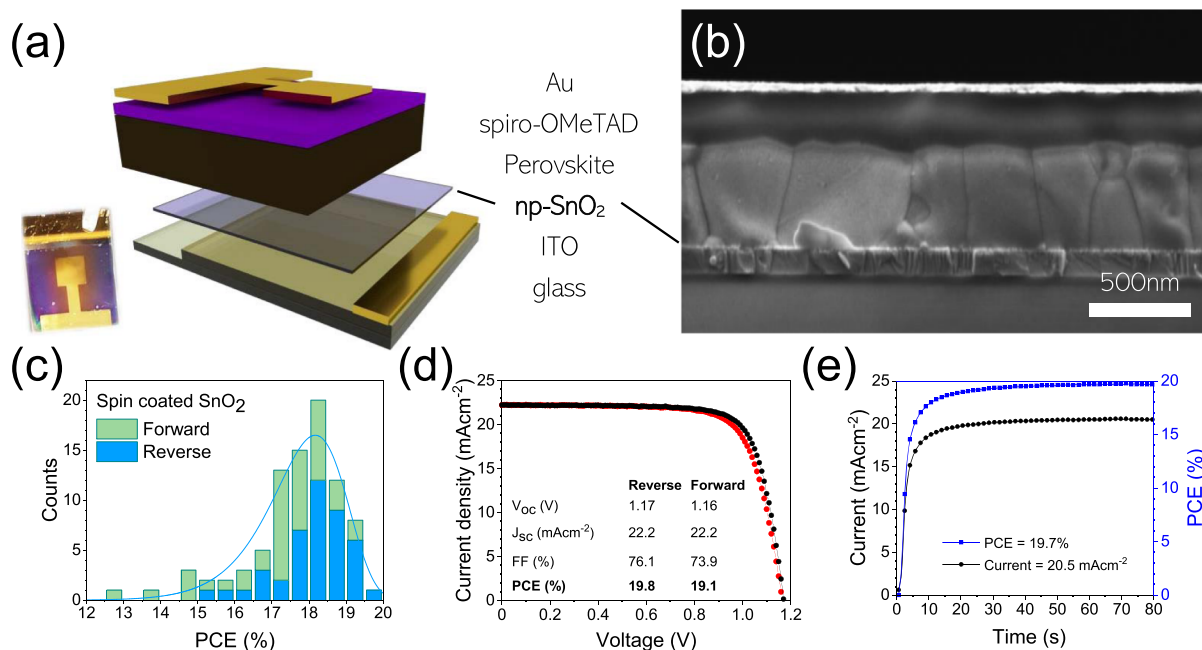 (a)
Au
spiro-OMeTAD
Perovskite
np-SnO₂
ITO
glass
(b)
500nm
(c)
Spin coated SnO₂
Forward
Reverse
Counts
20
15
10
5
0
12 13 14 15 16 17 18 19 20
PCE (%)
(d)
Current density (mAcm⁻²)
25
20
15
10
5
0
Reverse Forward
V_OC (V) 1.17 1.16
J_SC (mAcm⁻²) 22.2 22.2
FF (%) 76.1 73.9
PCE (%) 19.8 19.1
0.0 0.2 0.4 0.6 0.8 1.0 1.2
Voltage (V)
(e)
Current (mAcm⁻²)
25
20
15
10
5
0
PCE = 19.7%
Current = 20.5 mAcm⁻²
0 10 20 30 40 50 60 70 80
Time (s)
20
15
10
5
0
PCE (%)